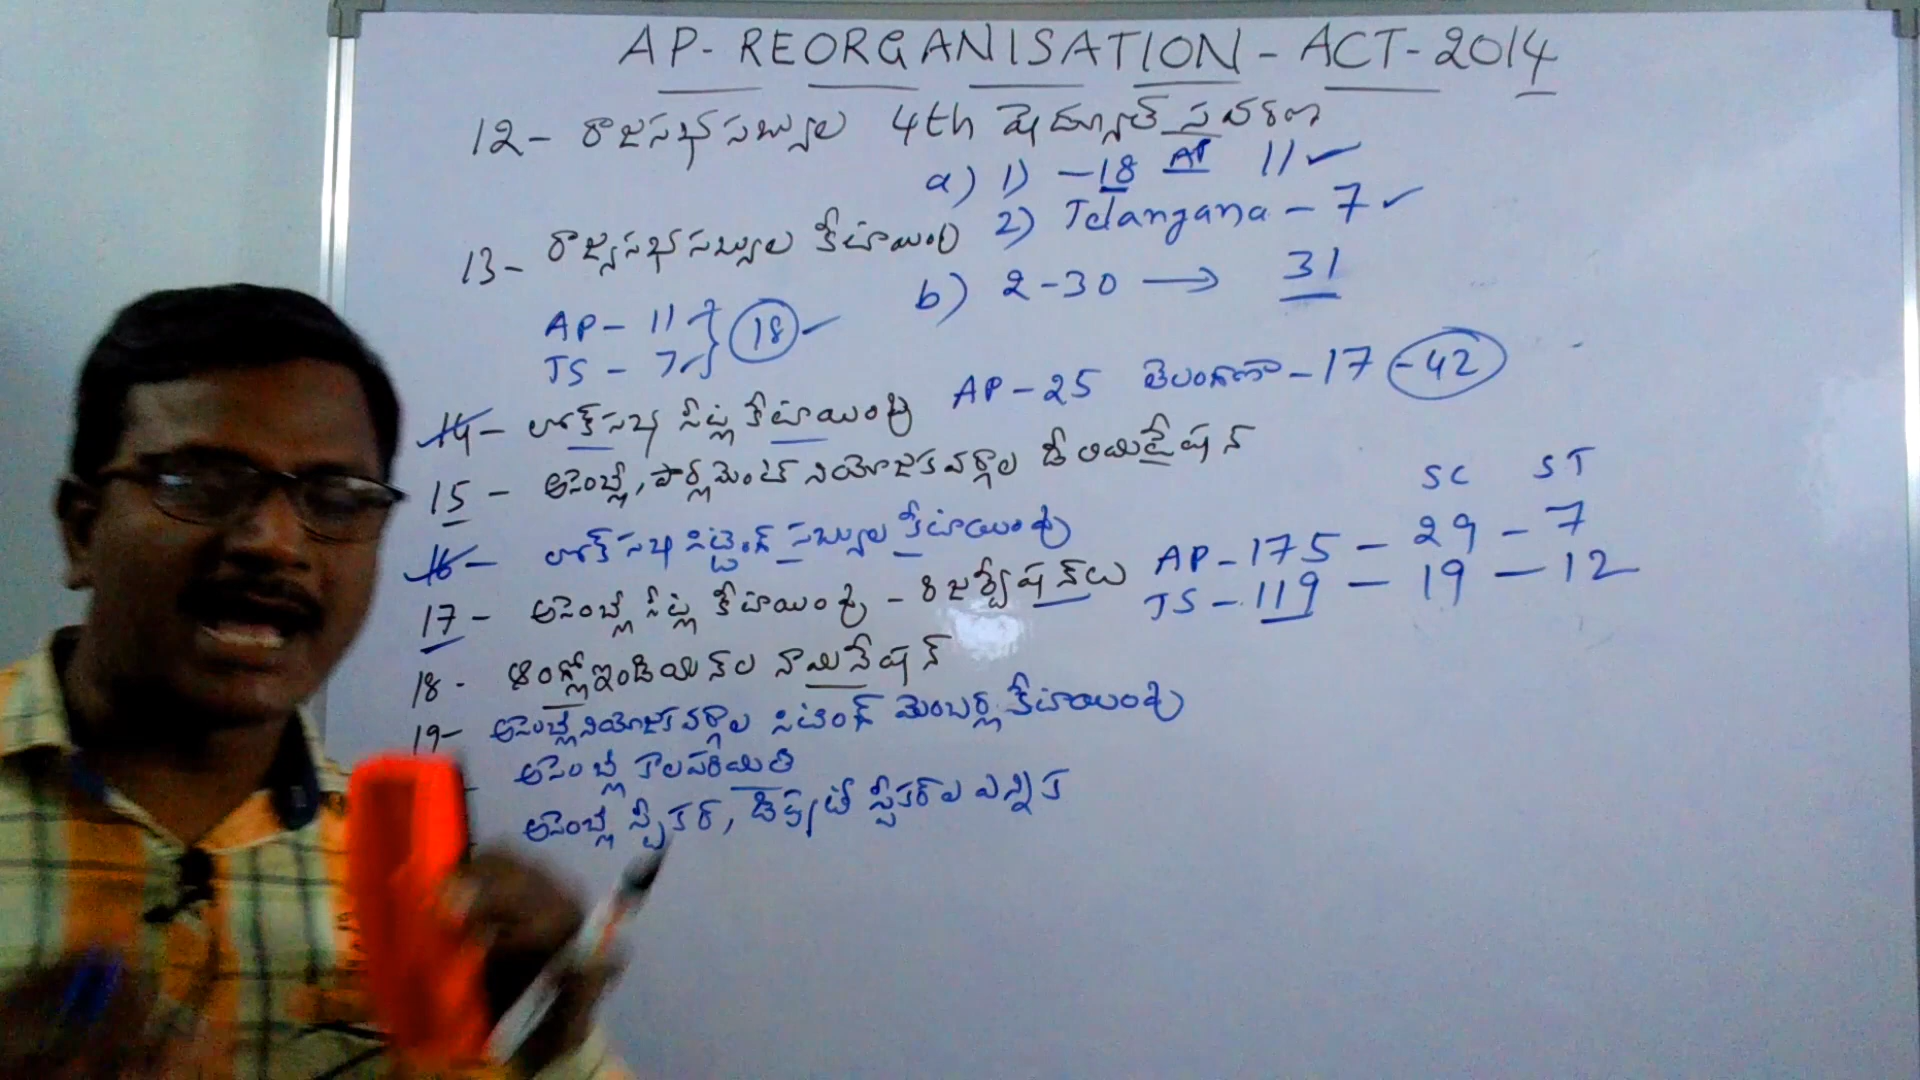 AP-REORGANISATION-ACT-2014
12- రాజసభ సభ్యుల 4th షెడ్యూల్ సవరణ
a) 1) -18 AP 11 ✓
2) Telangana - 7 ✓
13- రాజ్యసభ సభ్యుల కేటాయింపు
b) 2-30 → 31
AP- 11
TS - 7
18 ✓
14- లోక్‌సభ సీట్ల కేటాయింపు AP-25 తెలంగాణా-17 -42
15- అసెంబ్లీ, పార్లమెంట్ నియోజకవర్గాల డీలిమిటేషన్
SC ST
16- లోక్‌సభ సిట్టింగ్ సభ్యుల కేటాయింపు
AP-175 - 29 - 7
17- అసెంబ్లీ సీట్ల కేటాయింపు - రిజర్వేషన్‌లు
TS-119 - 19 - 12
18- ఆంగ్లోఇండియన్‌ల నామినేషన్
19- అసెంబ్లీ నియోజకవర్గాల సిటింగ్ మెంబర్ల కేటాయింపు
అసెంబ్లీ కాలపరిమితి
అసెంబ్లీ స్పీకర్, డిప్యుటీ స్పీకర్‌ల ఎన్నిక